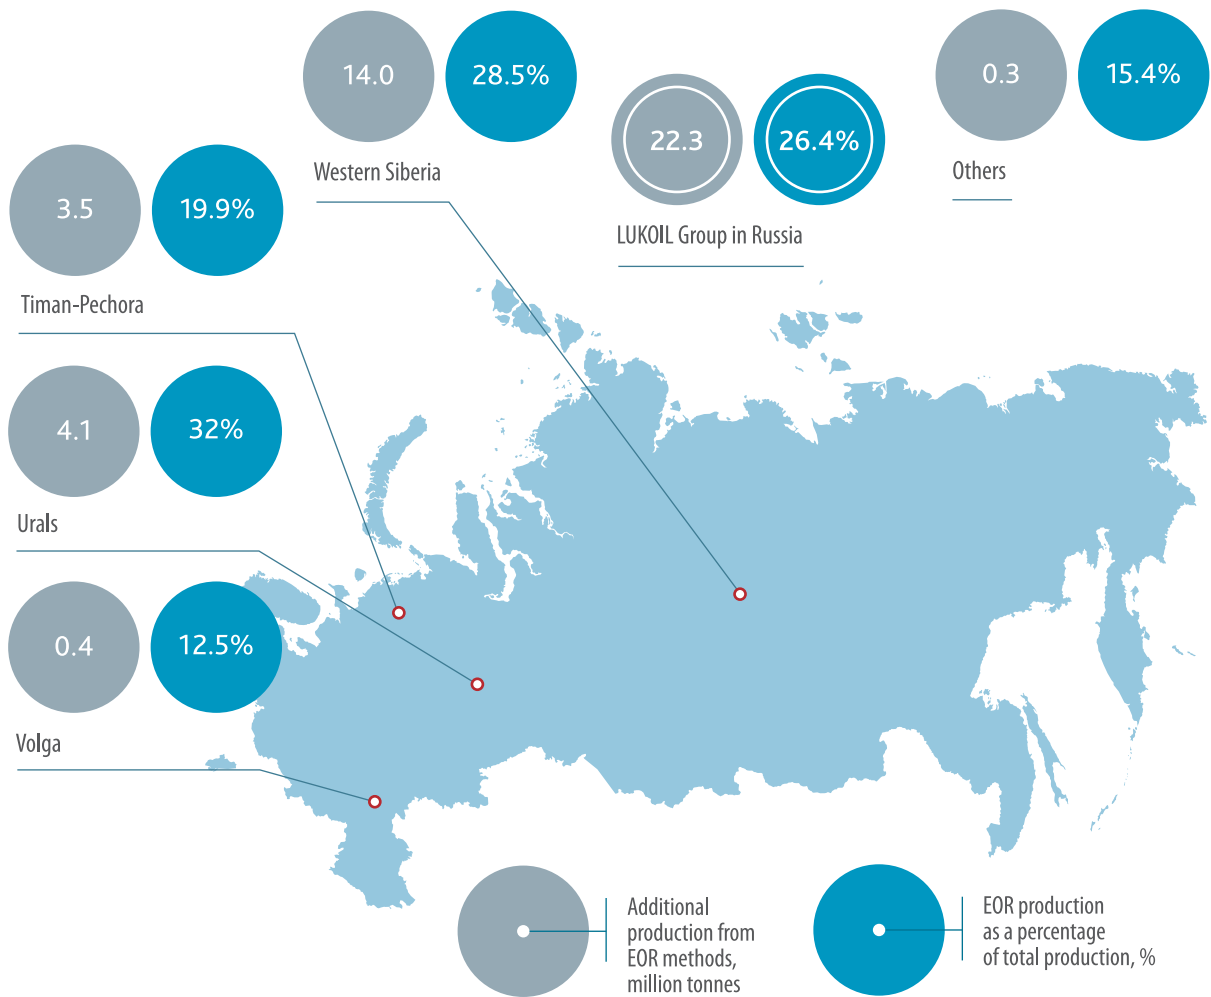 14.0
28.5%
Western Siberia
22.3
26.4%
LUKOIL Group in Russia
0.3
15.4%
Others
3.5
19.9%
Timan-Pechora
4.1
32%
Urals
0.4
12.5%
Volga
Additional
production from
EOR methods,
million tonnes
EOR production
as a percentage
of total production, %